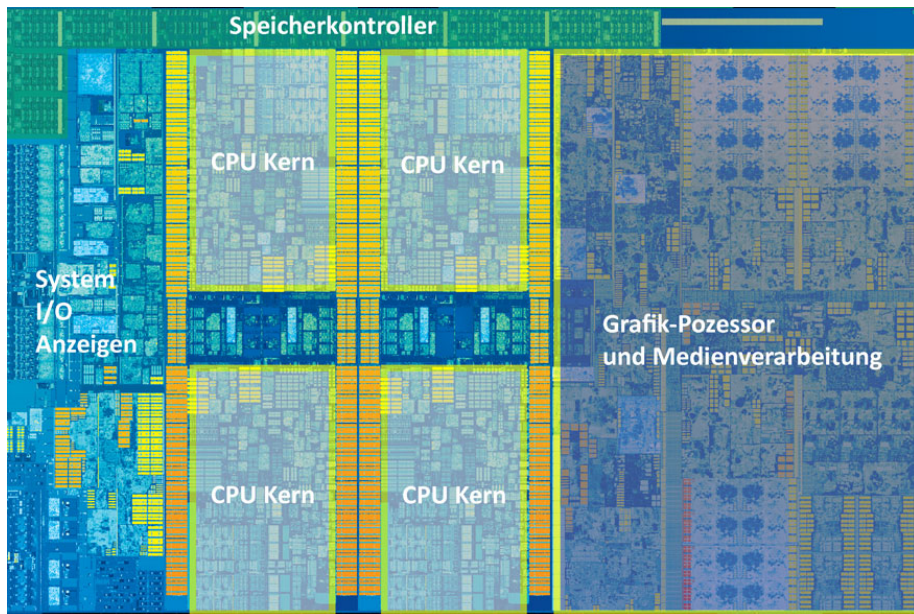 Speicherkontroller
CPU Kern
CPU Kern
System
I/O
Anzeigen
Grafik-Pozessor
und Medienverarbeitung
CPU Kern
CPU Kern